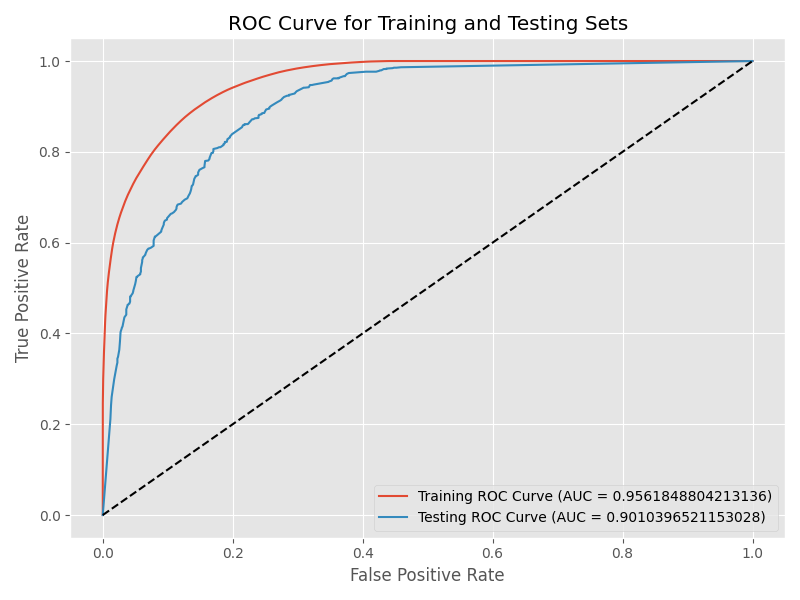 ROC Curve for Training and Testing Sets
1.0
0.8
0.6
0.4
0.2
0.0
True Positive Rate
Training ROC Curve (AUC = 0.9561848804213136)
Testing ROC Curve (AUC = 0.9010396521153028)
0.0 0.2 0.4 0.6 0.8 1.0
False Positive Rate